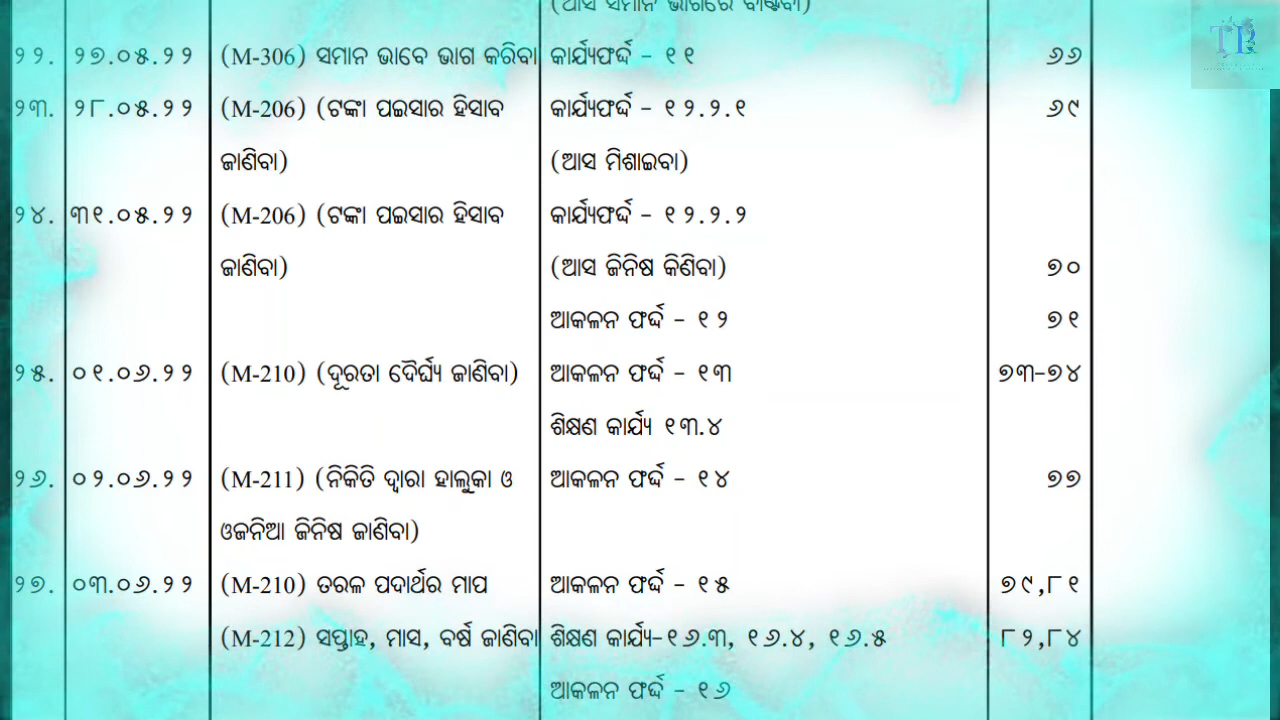 (ଆସ ସମାନ ଭାଗରେ ବାଣ୍ଟିବା)
୨୨. ୨୭.୦୫.୨୨ (M-306) ସମାନ ଭାବେ ଭାଗ କରିବା କାର୍ଯ୍ୟଫର୍ଦ୍ଦ – ୧୧ ୬୬
୨୩. ୨୮.୦୫.୨୨ (M-206) (ଟଙ୍କା ପଇସାର ହିସାବ କାର୍ଯ୍ୟଫର୍ଦ୍ଦ – ୧୨.୨.୧ ୬୯
ଜାଣିବା) (ଆସ ମିଶାଇବା)
୨୪. ୩୧.୦୫.୨୨ (M-206) (ଟଙ୍କା ପଇସାର ହିସାବ କାର୍ଯ୍ୟଫର୍ଦ୍ଦ – ୧୨.୨.୨
ଜାଣିବା) (ଆସ ଜିନିଷ କିଣିବା) ୭୦
ଆକଳନ ଫର୍ଦ୍ଦ – ୧୨ ୭୧
୨୫. ୦୧.୦୬.୨୨ (M-210) (ଦୂରତା ଦୈର୍ଘ୍ୟ ଜାଣିବା) ଆକଳନ ଫର୍ଦ୍ଦ – ୧୩ ୭୩-୭୪
ଶିକ୍ଷଣ କାର୍ଯ୍ୟ ୧୩.୪
୨୬. ୦୨.୦୬.୨୨ (M-211) (ନିକିତି ଦ୍ୱାରା ହାଲୁକା ଓ ଆକଳନ ଫର୍ଦ୍ଦ – ୧୪ ୭୭
ଓଜନିଆ ଜିନିଷ ଜାଣିବା)
୨୭. ୦୩.୦୬.୨୨ (M-210) ତରଳ ପଦାର୍ଥର ମାପ ଆକଳନ ଫର୍ଦ୍ଦ – ୧୫ ୭୯,୮୧
(M-212) ସପ୍ତାହ, ମାସ, ବର୍ଷ ଜାଣିବା ଶିକ୍ଷଣ କାର୍ଯ୍ୟ–୧୬.୩, ୧୬.୪, ୧୬.୫ ୮୨,୮୪
ଆକଳନ ଫର୍ଦ୍ଦ – ୧୬